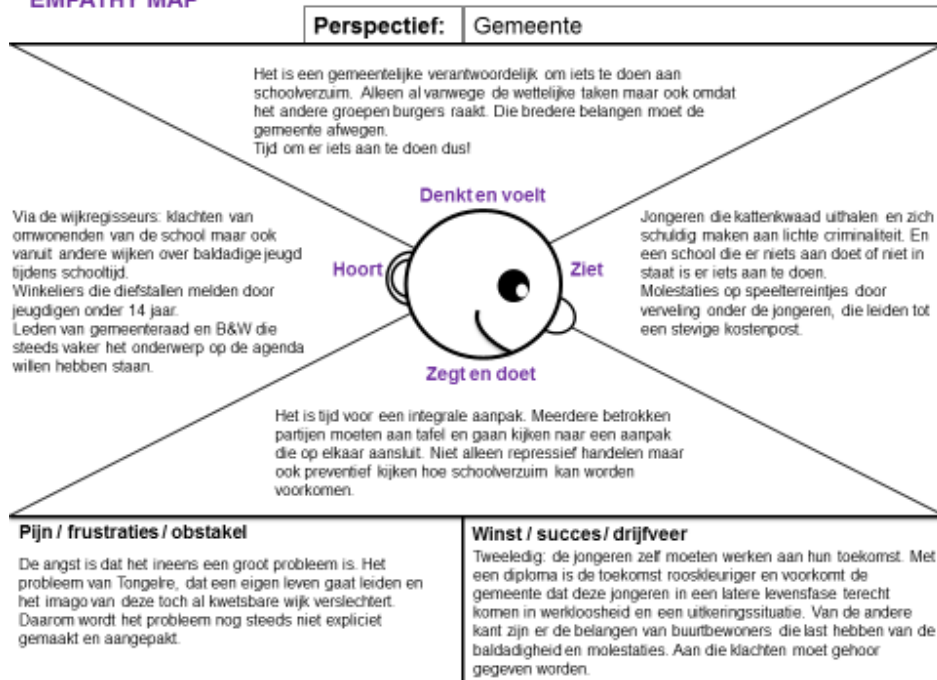 EMPATHY MAP
Perspectief: Gemeente
Het is een gemeentelijke verantwoordelijk om iets te doen aan
schoolverzuim. Alleen al vanwege de wettelijke taken maar ook omdat
het andere groepen burgers raakt. Die bredere belangen moet de
gemeente afwegen.
Tijd om er iets aan te doen dus!
Denkt en voelt
Via de wijkregisseurs: klachten van
omwonenden van de school maar ook
vanuit andere wijken over baldadige jeugd
tijdens schooltijd.
Winkeliers die diefstallen melden door
jeugdigen onder 14 jaar.
Leden van gemeenteraad en B&W die
steeds vaker het onderwerp op de agenda
willen hebben staan.
Hoort
Ziet
Jongeren die kattenkwaad uithalen en zich
schuldig maken aan lichte criminaliteit. En
een school die er niets aan doet of niet in
staat is er iets aan te doen.
Molestaties op speelterreintjes door
verveling onder de jongeren, die leiden tot
een stevige kostenpost.
Zegt en doet
Het is tijd voor een integrale aanpak. Meerdere betrokken
partijen moeten aan tafel en gaan kijken naar een aanpak
die op elkaar aansluit. Niet alleen repressief handelen maar
ook preventief kijken hoe schoolverzuim kan worden
voorkomen.
Pijn / frustraties / obstakel
De angst is dat het ineens een groot probleem is. Het
probleem van Tongelre, dat een eigen leven gaat leiden en
het imago van deze toch al kwetsbare wijk verslechtert.
Daarom wordt het probleem nog steeds niet expliciet
gemaakt en aangepakt.
Winst / succes / drijfveer
Tweeledig: de jongeren zelf moeten werken aan hun toekomst. Met
een diploma is de toekomst rooskleuriger en voorkomt de
gemeente dat deze jongeren in een latere levensfase terecht
komen in werkloosheid en een uitkeringssituatie. Van de andere
kant zijn er de belangen van buurtbewoners die last hebben van de
baldadigheid en molestaties. Aan die klachten moet gehoor
gegeven worden.